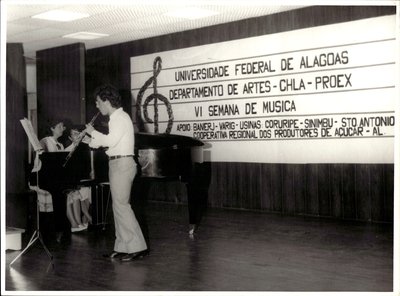 UNIVERSIDADE FEDERAL DE ALAGOAS
DEPARTAMENTO DE ARTES - CHLA - PROEX
VI SEMANA DE MUSICA
APOIO: BANERJ - VARIG - USINAS: CORURIPE - SINIMBU - STO ANTONIO
COOPERATIVA REGIONAL DOS PRODUTORES DE AÇUCAR - AL.